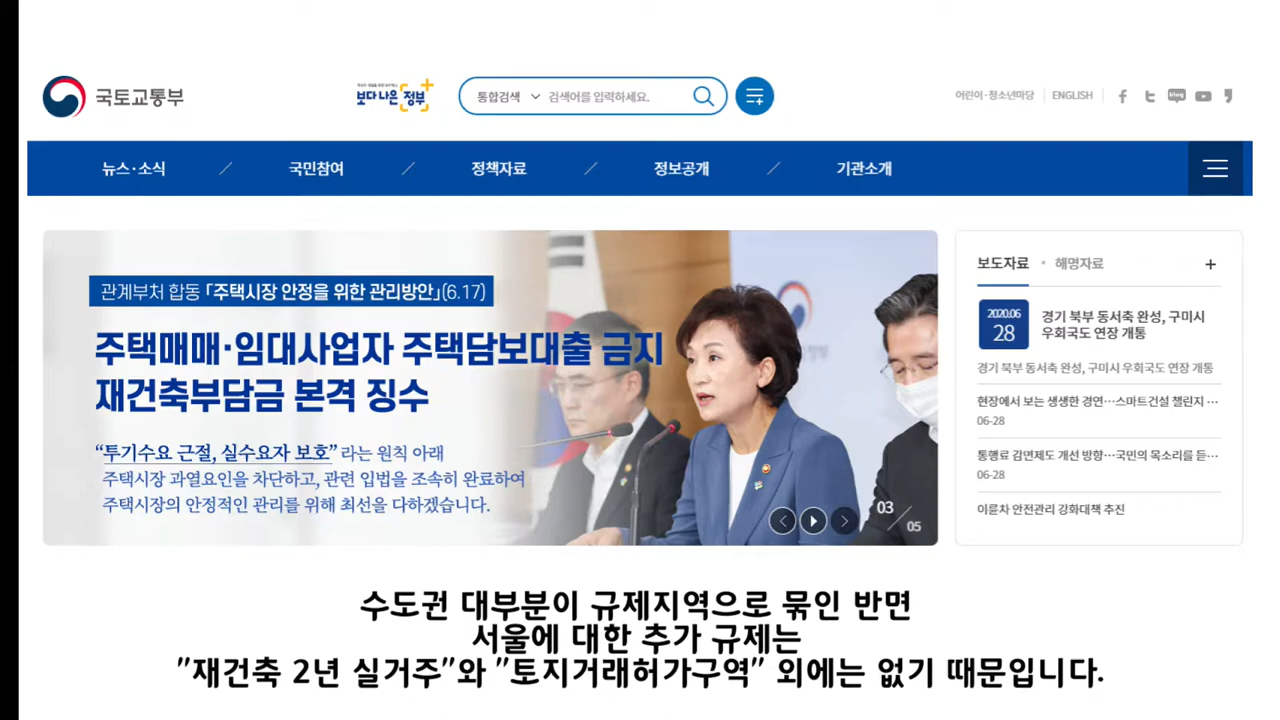 국토교통부
보다나은 정부
통합검색
검색어를 입력하세요.
어린이·청소년마당
ENGLISH
blog
뉴스·소식
국민참여
정책자료
정보공개
기관소개
관계부처 합동 「주택시장 안정을 위한 관리방안」(6.17)
주택매매·임대사업자 주택담보대출 금지
재건축부담금 본격 징수
“투기수요 근절, 실수요자 보호” 라는 원칙 아래
주택시장 과열요인을 차단하고, 관련 입법을 조속히 완료하여
주택시장의 안정적인 관리를 위해 최선을 다하겠습니다.
03
05
보도자료
해명자료
2020.06
28
경기 북부 동서축 완성, 구미시
우회국도 연장 개통
경기 북부 동서축 완성, 구미시 우회국도 연장 개통
현장에서 보는 생생한 경연…스마트건설 챌린지 …
06-28
통행료 감면제도 개선 방향…국민의 목소리를 듣…
06-28
이륜차 안전관리 강화대책 추진
수도권 대부분이 규제지역으로 묶인 반면
서울에 대한 추가 규제는
"재건축 2년 실거주"와 "토지거래허가구역" 외에는 없기 때문입니다.